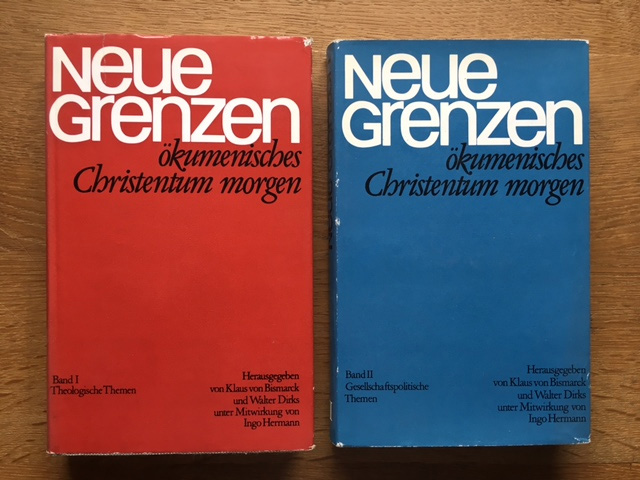 Neue
Grenzen
ökumenisches
Christentum morgen
Band I
Theologische Themen
Herausgegeben
von Klaus von Bismarck
und Walter Dirks
unter Mitwirkung von
Ingo Hermann
Neue
Grenzen
ökumenisches
Christentum morgen
Band II
Gesellschaftspolitische
Themen
Herausgegeben
von Klaus von Bismarck
und Walter Dirks
unter Mitwirkung von
Ingo Hermann